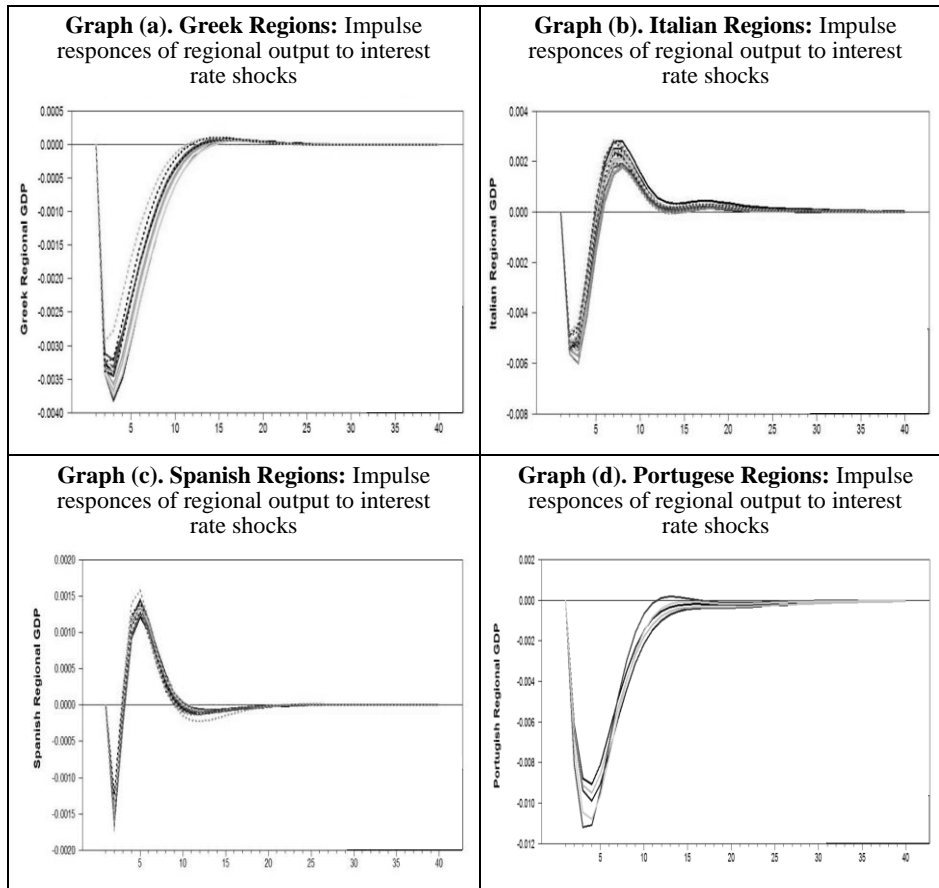 Graph (a). Greek Regions: Impulse
responces of regional output to interest
rate shocks
0.0005
0.0000
-0.0005
-0.0010
-0.0015
-0.0020
-0.0025
-0.0030
-0.0035
-0.0040
Greek Regional GDP
5 10 15 20 25 30 35 40
Graph (b). Italian Regions: Impulse
responces of regional output to interest
rate shocks
0.004
0.002
0.000
-0.002
-0.004
-0.006
-0.008
Italian Regional GDP
5 10 15 20 25 30 35 40
Graph (c). Spanish Regions: Impulse
responces of regional output to interest
rate shocks
0.0020
0.0015
0.0010
0.0005
0.0000
-0.0005
-0.0010
-0.0015
-0.0020
Spanish Regional GDP
5 10 15 20 25 30 35 40
Graph (d). Portugese Regions: Impulse
responces of regional output to interest
rate shocks
0.002
0.000
-0.002
-0.004
-0.006
-0.008
-0.010
-0.012
Portugish Regional GDP
5 10 15 20 25 30 35 40